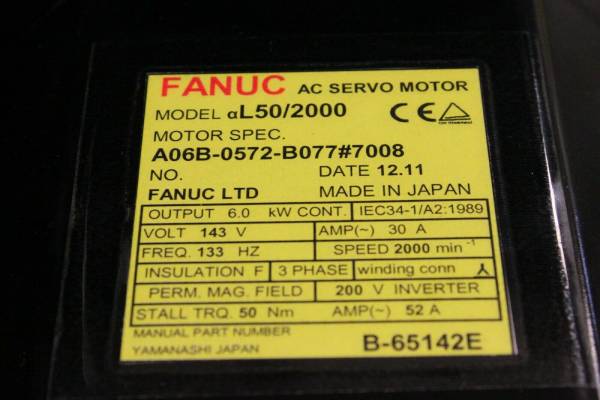 FANUC AC SERVO MOTOR
MODEL αL50/2000 CE
MOTOR SPEC.
A06B-0572-B077#7008
NO. DATE 12.11
FANUC LTD MADE IN JAPAN
OUTPUT 6.0 kW CONT. IEC34-1/A2:1989
VOLT 143 V AMP(~) 30 A
FREQ. 133 HZ SPEED 2000 min⁻¹
INSULATION F 3 PHASE winding conn
PERM. MAG. FIELD 200 V INVERTER
STALL TRQ. 50 Nm AMP(~) 52 A
MANUAL PART NUMBER
YAMANASHI JAPAN B-65142E